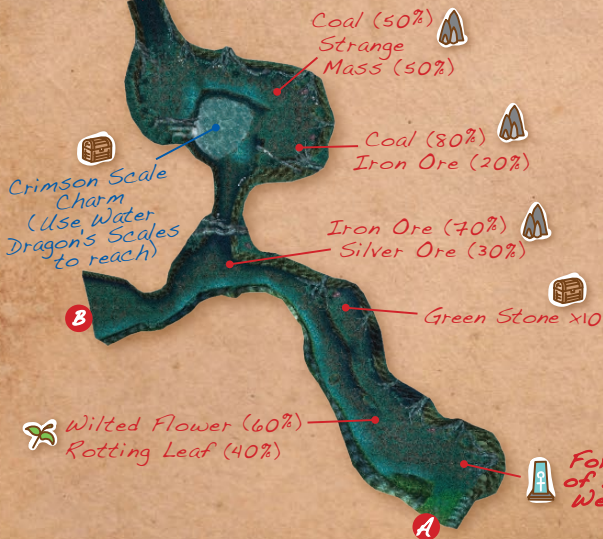 Coal (50%)
Strange
Mass (50%)
Coal (80%)
Iron Ore (20%)
Crimson Scale
Charm
(Use Water
Dragon's Scales
to reach)
Iron Ore (70%)
Silver Ore (30%)
Green Stone x10
B
Wilted Flower (60%)
Rotting Leaf (40%)
of
A